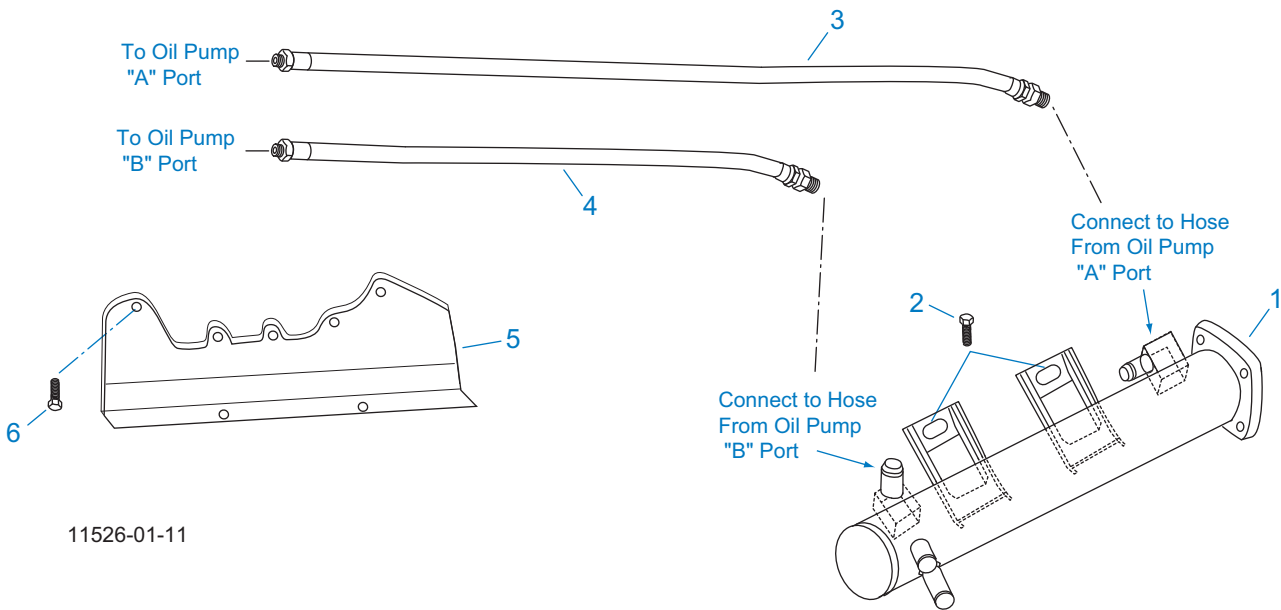 3
To Oil Pump
"A" Port
To Oil Pump
"B" Port
4
Connect to Hose
From Oil Pump
"A" Port
2
1
5
Connect to Hose
From Oil Pump
"B" Port
6
11526-01-11